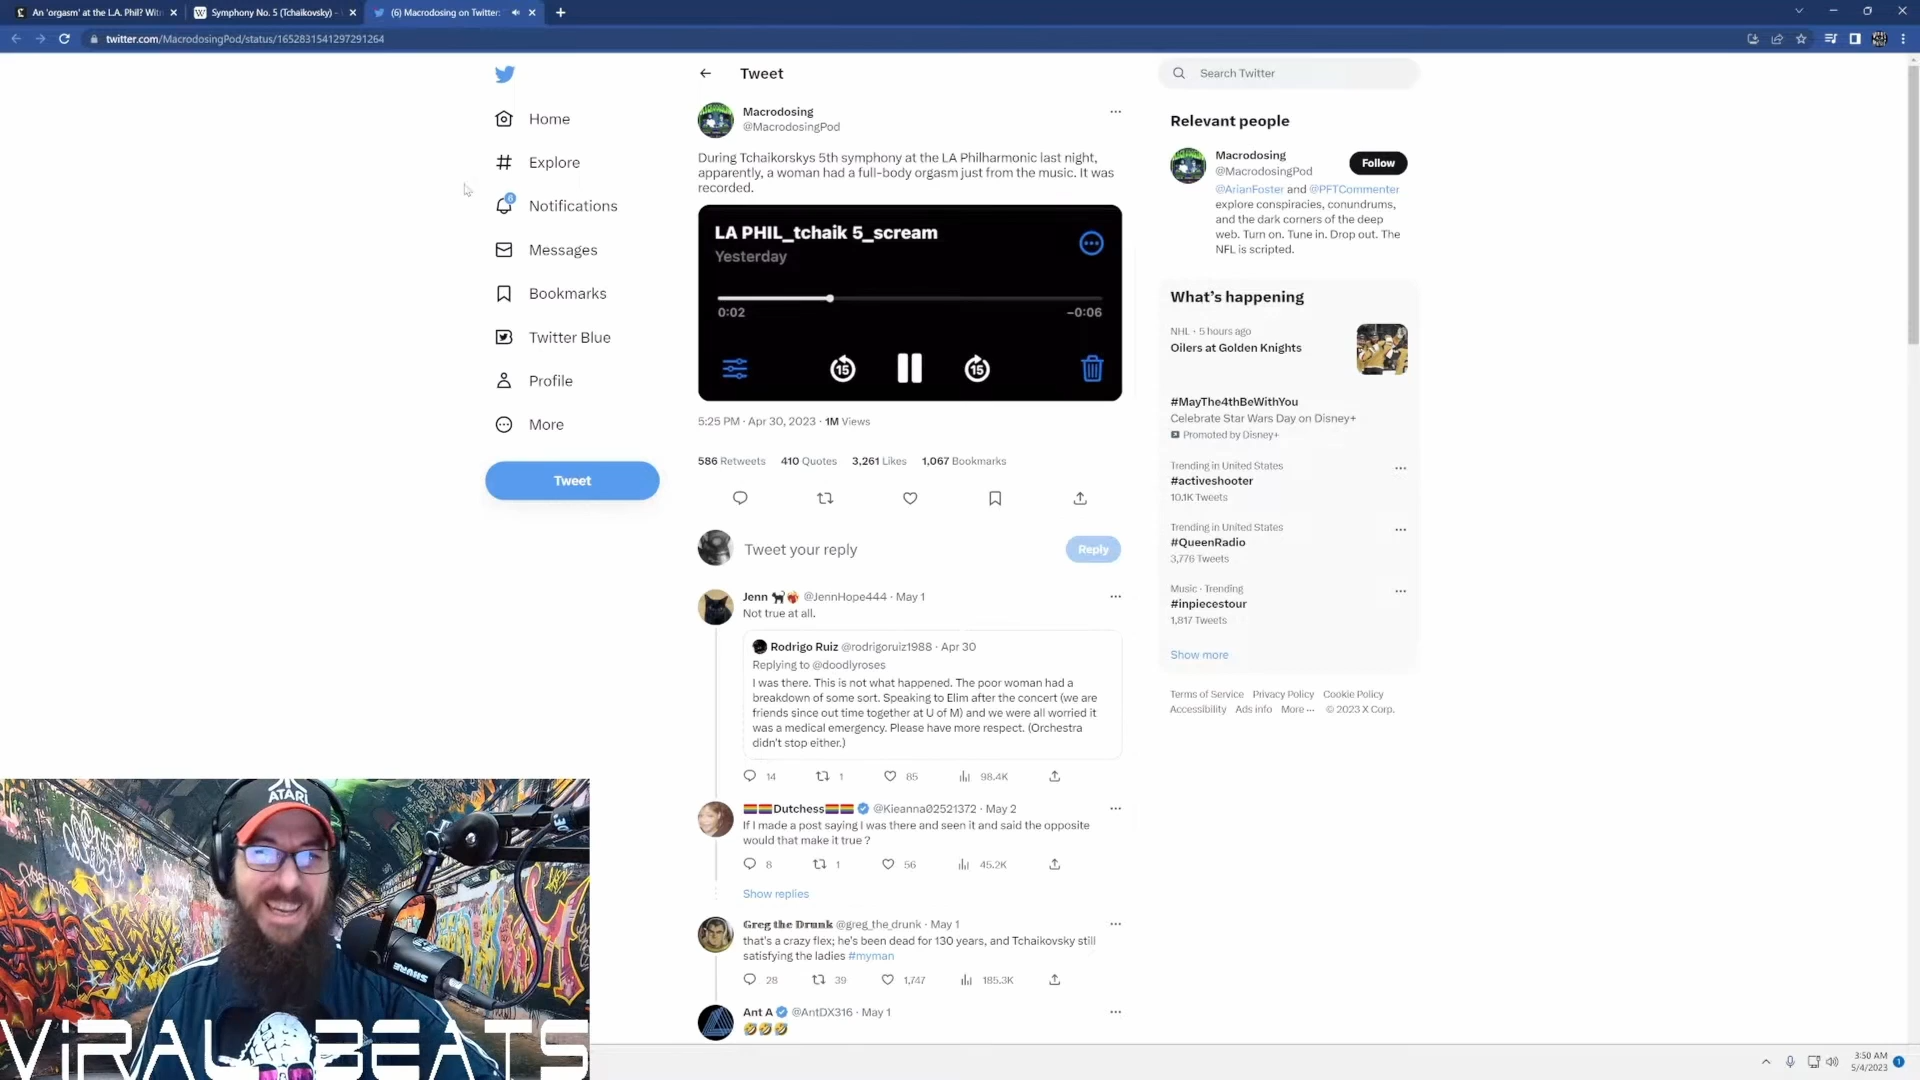 An 'orgasm' at the L.A. Phil? Witn
Symphony No. 5 (Tchaikovsky) -
(6) Macrodosing on Twitter:
twitter.com/MacrodosingPod/status/1652831541297291264
Home
Explore
6
Notifications
Messages
Bookmarks
Twitter Blue
Profile
More
Tweet
Tweet
Macrodosing
@MacrodosingPod
During Tchaikorskys 5th symphony at the LA Philharmonic last night,
apparently, a woman had a full-body orgasm just from the music. It was
recorded.
LA PHIL_tchaik 5_scream
Yesterday
0:02
−0:06
15
15
5:25 PM · Apr 30, 2023 · 1M Views
586 Retweets 410 Quotes 3,261 Likes 1,067 Bookmarks
Tweet your reply
Reply
Jenn 🐈‍⬛❤️‍🔥 @JennHope444 · May 1
Not true at all.
Rodrigo Ruiz @rodrigoruiz1988 · Apr 30
Replying to @doodlyroses
I was there. This is not what happened. The poor woman had a
breakdown of some sort. Speaking to Elim after the concert (we are
friends since out time together at U of M) and we were all worried it
was a medical emergency. Please have more respect. (Orchestra
didn't stop either.)
14 1 85 98.4K
🏳️‍🌈🏳️‍🌈Dutchess🏳️‍🌈🏳️‍🌈 @Kieanna02521372 · May 2
If I made a post saying I was there and seen it and said the opposite
would that make it true ?
8 1 56 45.2K
Show replies
Greg the Drunk @greg_the_drunk · May 1
that's a crazy flex; he's been dead for 130 years, and Tchaikovsky still
satisfying the ladies #myman
28 39 1,747 185.3K
Ant A @AntDX316 · May 1
🤣🤣🤣
Search Twitter
Relevant people
Macrodosing
@MacrodosingPod
Follow
@ArianFoster and @PFTCommenter
explore conspiracies, conundrums,
and the dark corners of the deep
web. Turn on. Tune in. Drop out. The
NFL is scripted.
What's happening
NHL · 5 hours ago
Oilers at Golden Knights
#MayThe4thBeWithYou
Celebrate Star Wars Day on Disney+
Promoted by Disney+
Trending in United States
#activeshooter
10.1K Tweets
Trending in United States
#QueenRadio
3,776 Tweets
Music · Trending
#inpiecestour
1,817 Tweets
Show more
Terms of Service Privacy Policy Cookie Policy
Accessibility Ads info More ··· © 2023 X Corp.
ATARI
SHURE
VIRAL BEATS
3:50 AM
5/4/2023
1